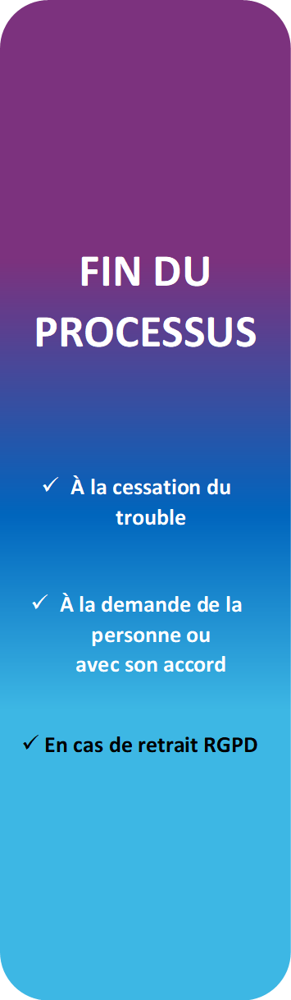 FIN DU
PROCESSUS
✓ À la cessation du
trouble
✓ À la demande de la
personne ou
avec son accord
✓ En cas de retrait RGPD